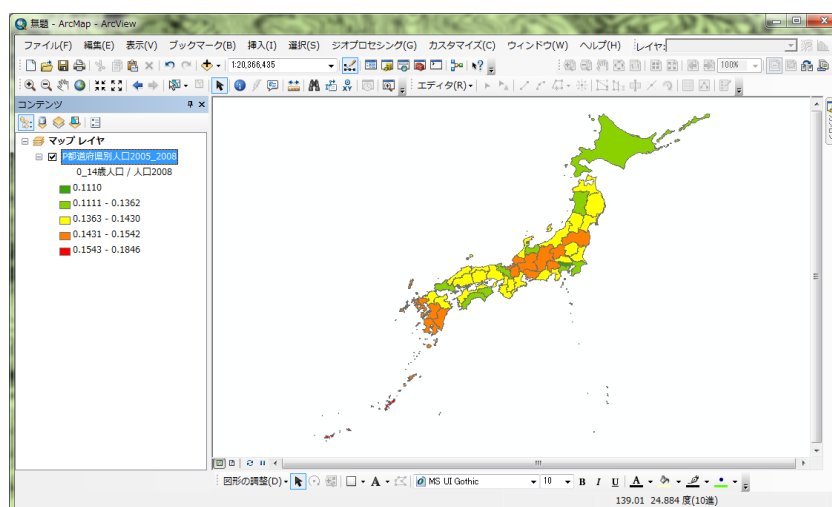 無題 - ArcMap - ArcView
ファイル(F) 編集(E) 表示(V) ブックマーク(B) 挿入(I) 選択(S) ジオプロセシング(G) カスタマイズ(C) ウィンドウ(W) ヘルプ(H) レイヤ:
1:20,366,435 100%
エディタ(R)
コンテンツ
マップ レイヤ
P都道府県別人口2005_2008
0_14歳人口 / 人口2008
0.1110
0.1111 - 0.1362
0.1363 - 0.1430
0.1431 - 0.1542
0.1543 - 0.1846
図形の調整(D) A MS UI Gothic 10 B I U A
139.01 24.884 度(10進)